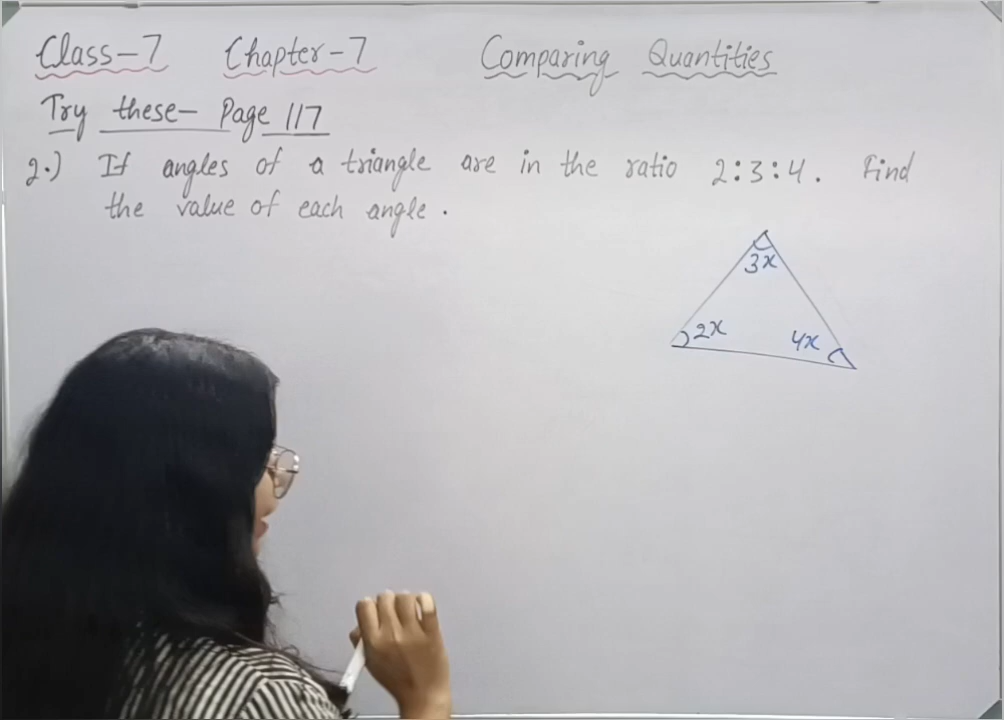 Class-7 Chapter-7 Comparing Quantities
Try these- Page 117
2.) If angles of a triangle are in the ratio 2:3:4. Find
the value of each angle.
3x
2x 4x